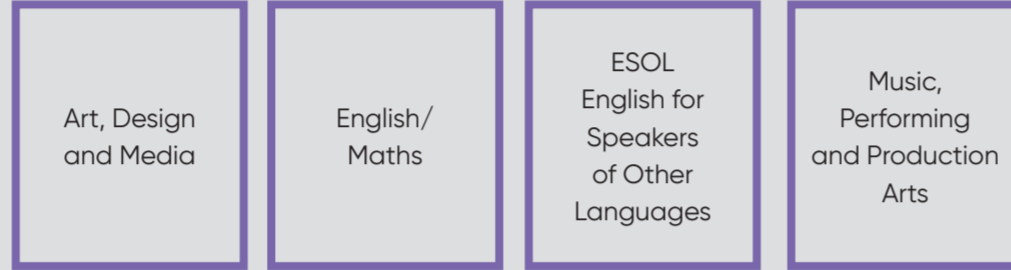 Art, Design
and Media
English/
Maths
ESOL
English for
Speakers
of Other
Languages
Music,
Performing
and Production
Arts